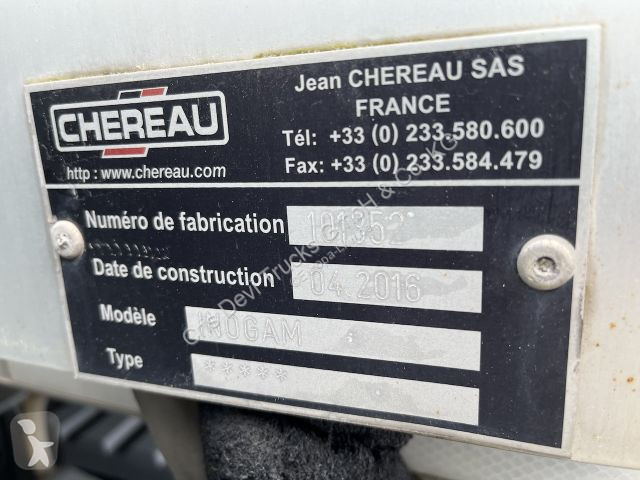 CHEREAU
http : www.chereau.com
Jean CHEREAU SAS
FRANCE
Tél: +33 (0) 233.580.600
Fax: +33 (0) 233.584.479
Numéro de fabrication 101352
Date de construction 04 2016
Modèle INOGAM
Type *****